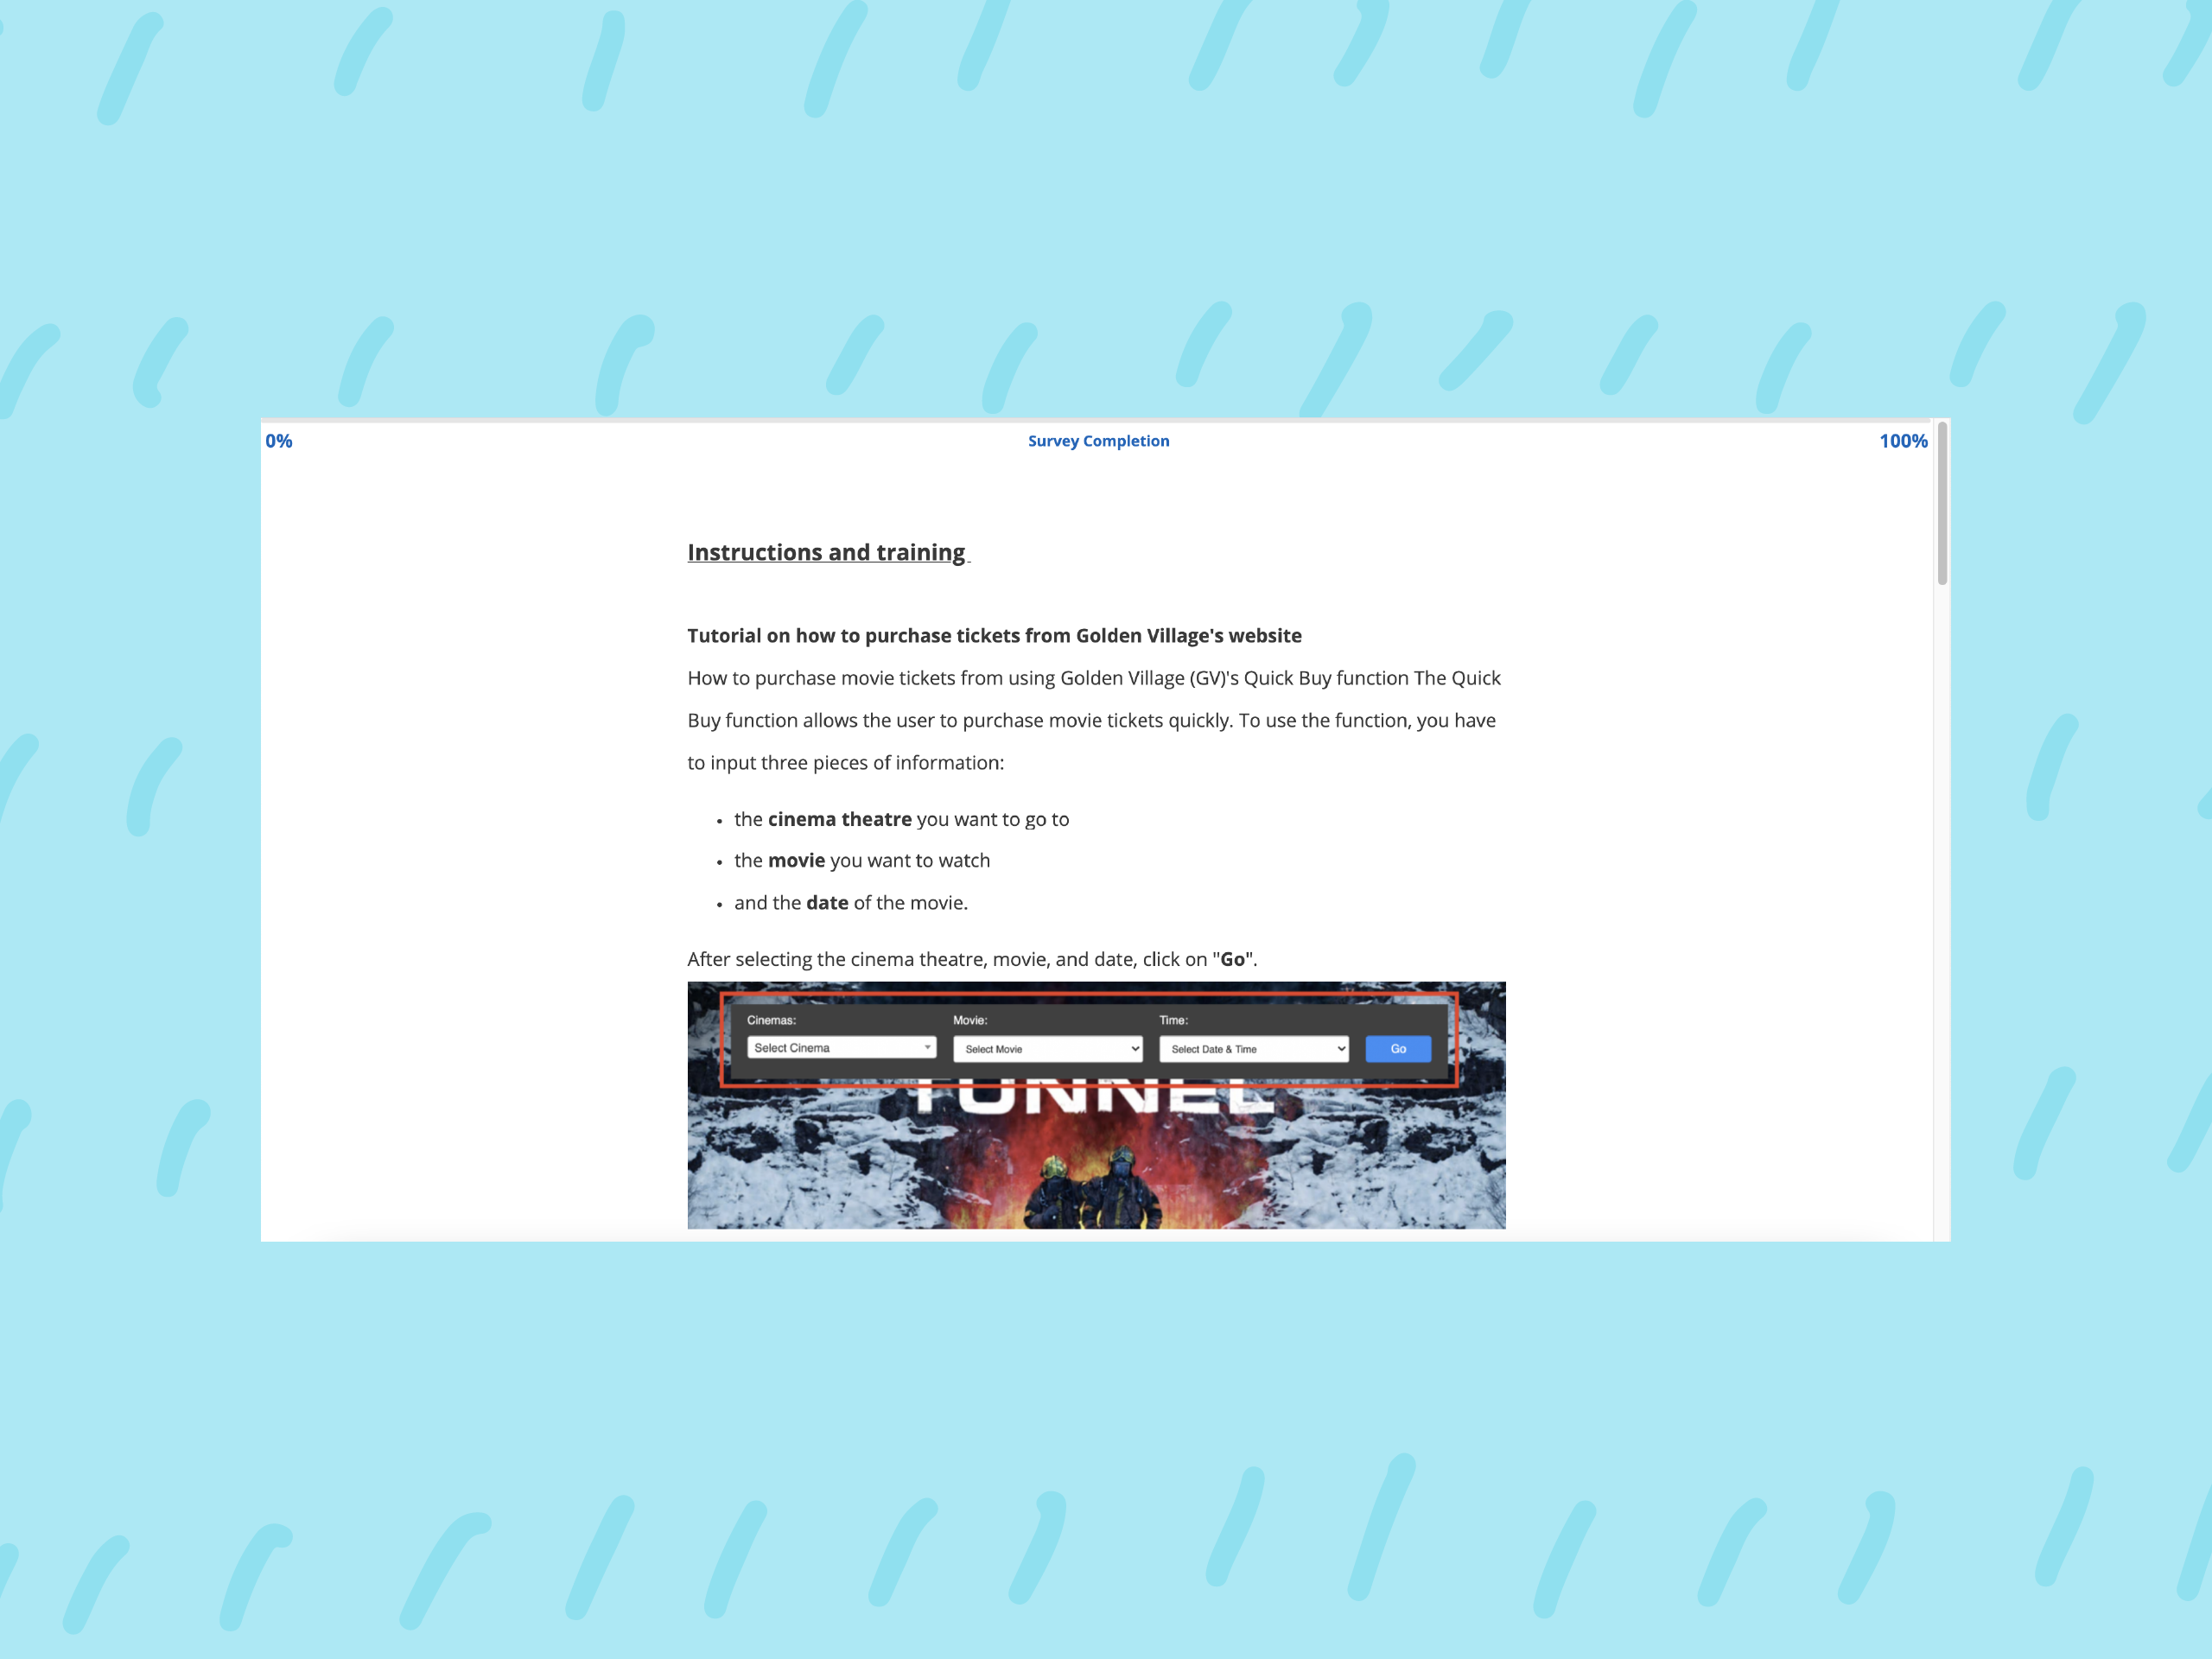 0% Survey Completion 100%
Instructions and training
Tutorial on how to purchase tickets from Golden Village's website
How to purchase movie tickets from using Golden Village (GV)'s Quick Buy function The Quick
Buy function allows the user to purchase movie tickets quickly. To use the function, you have
to input three pieces of information:
• the cinema theatre you want to go to
• the movie you want to watch
• and the date of the movie.
After selecting the cinema theatre, movie, and date, click on "Go".
Cinemas: Movie: Time:
Select Cinema Select Movie Select Date & Time Go
TUNNEL